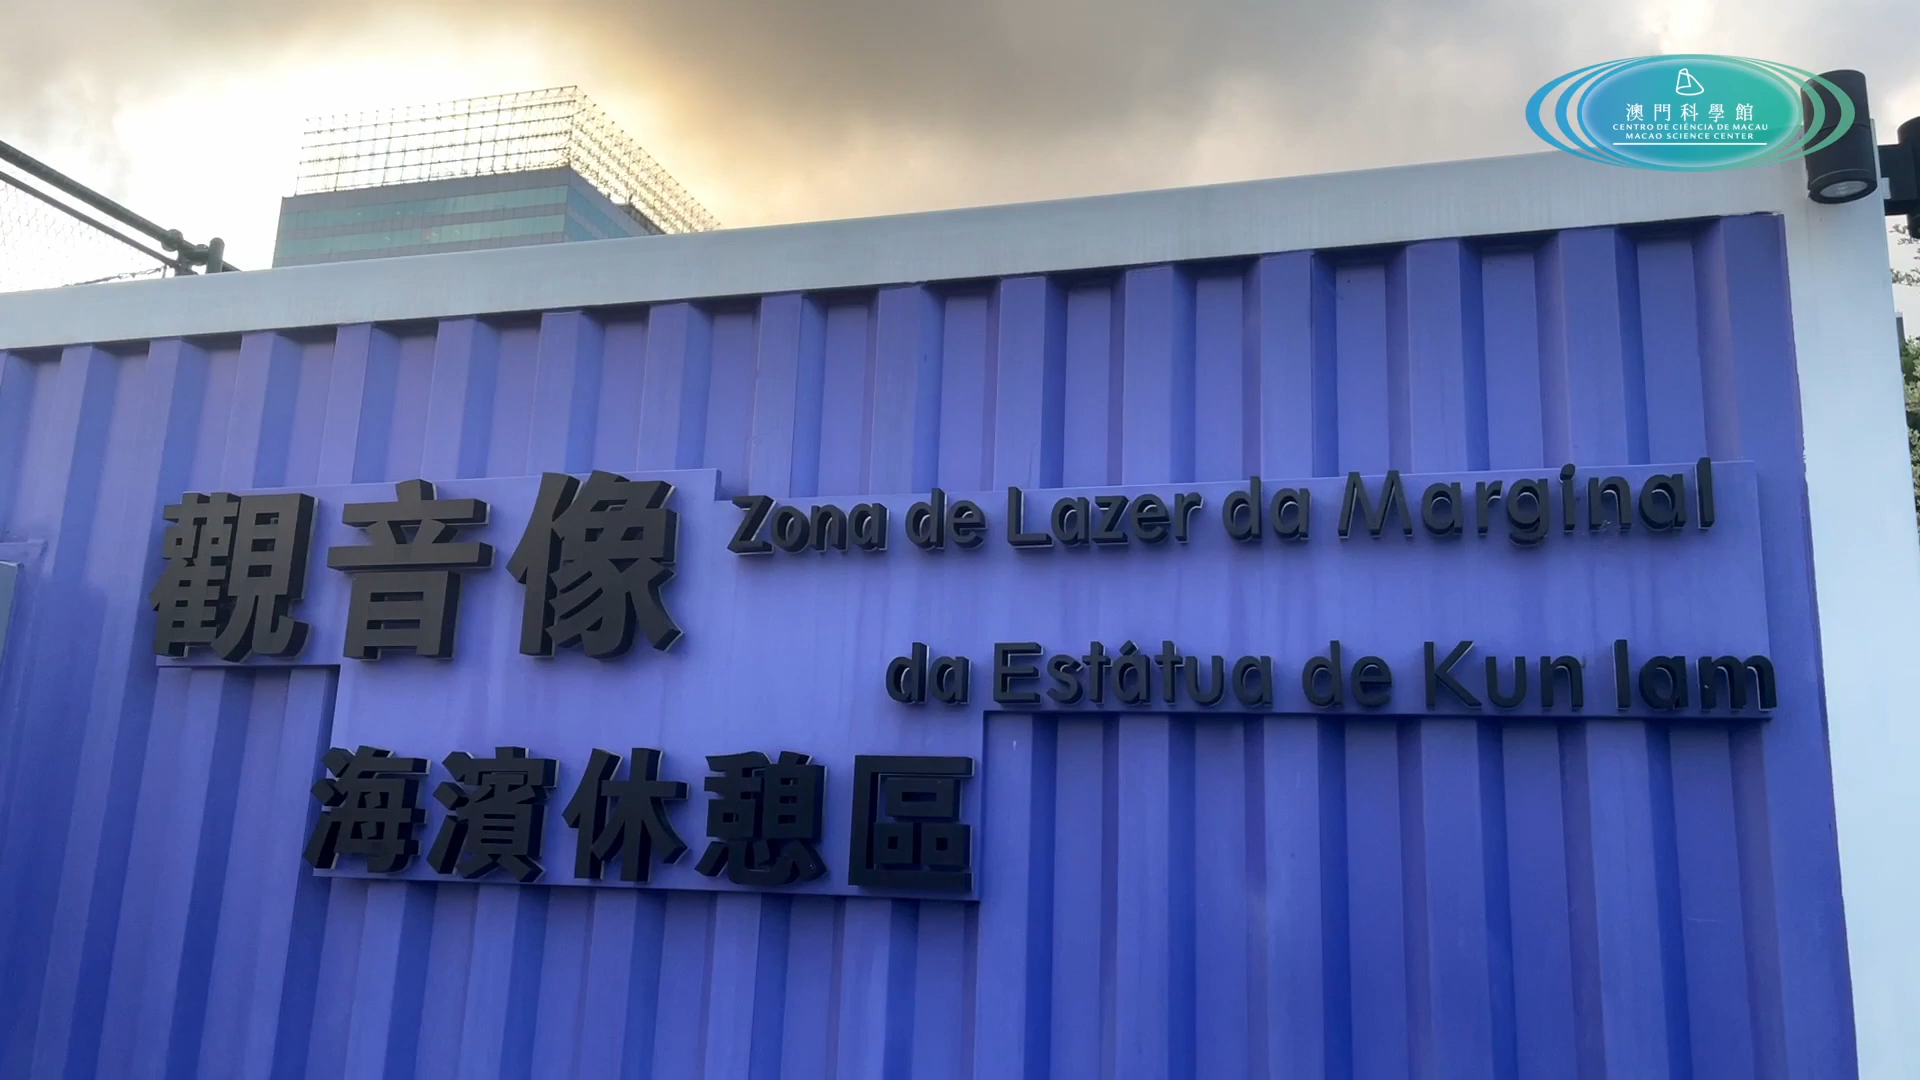 澳門科學館
CENTRO DE CIÊNCIA DE MACAU
MACAO SCIENCE CENTER
觀音像
Zona de Lazer da Marginal
da Estátua de Kun Iam
海濱休憩區